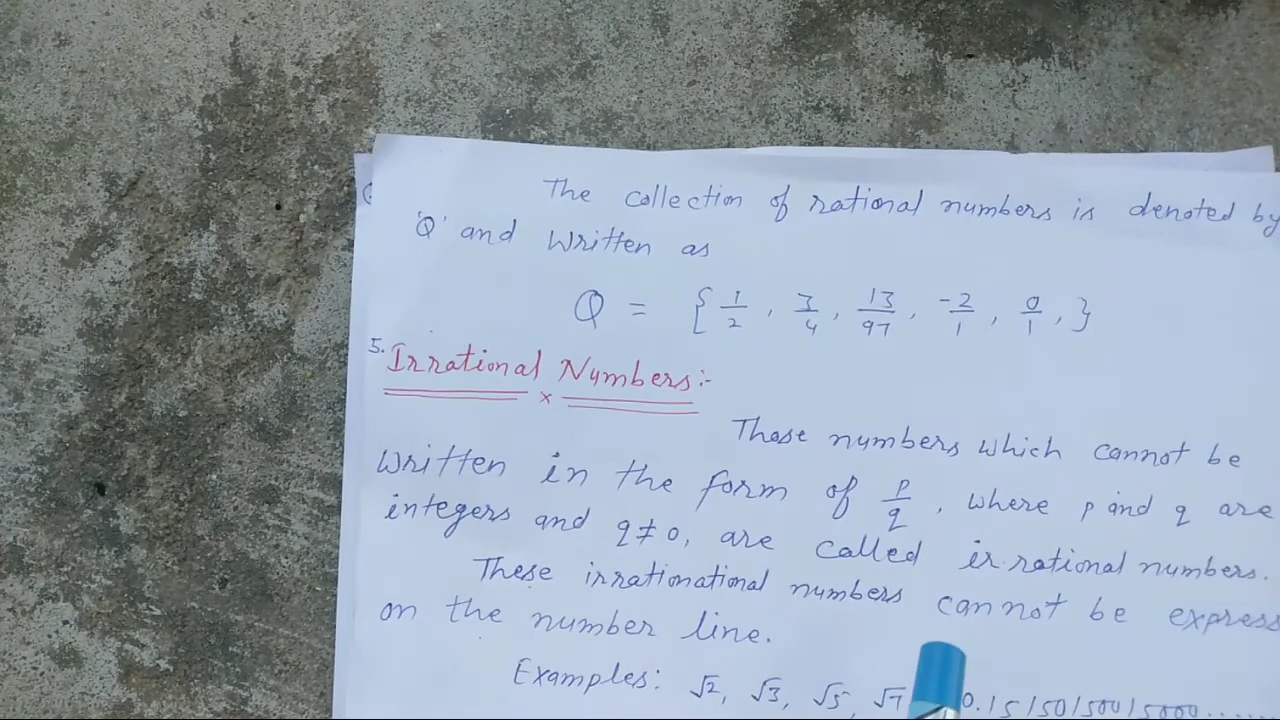 The collection of rational numbers is denoted by
'Q' and written as
Q = { 1/2, 3/4, 13/97, -2/1, 0/1, }
5. Irrational Numbers:-
×
Those numbers which cannot be
written in the form of p/q, where p and q are
integers and q≠0, are called ir.rational numbers.
These irrationational numbers cannot be express
on the number line.
Examples: √2, √3, √5, √7